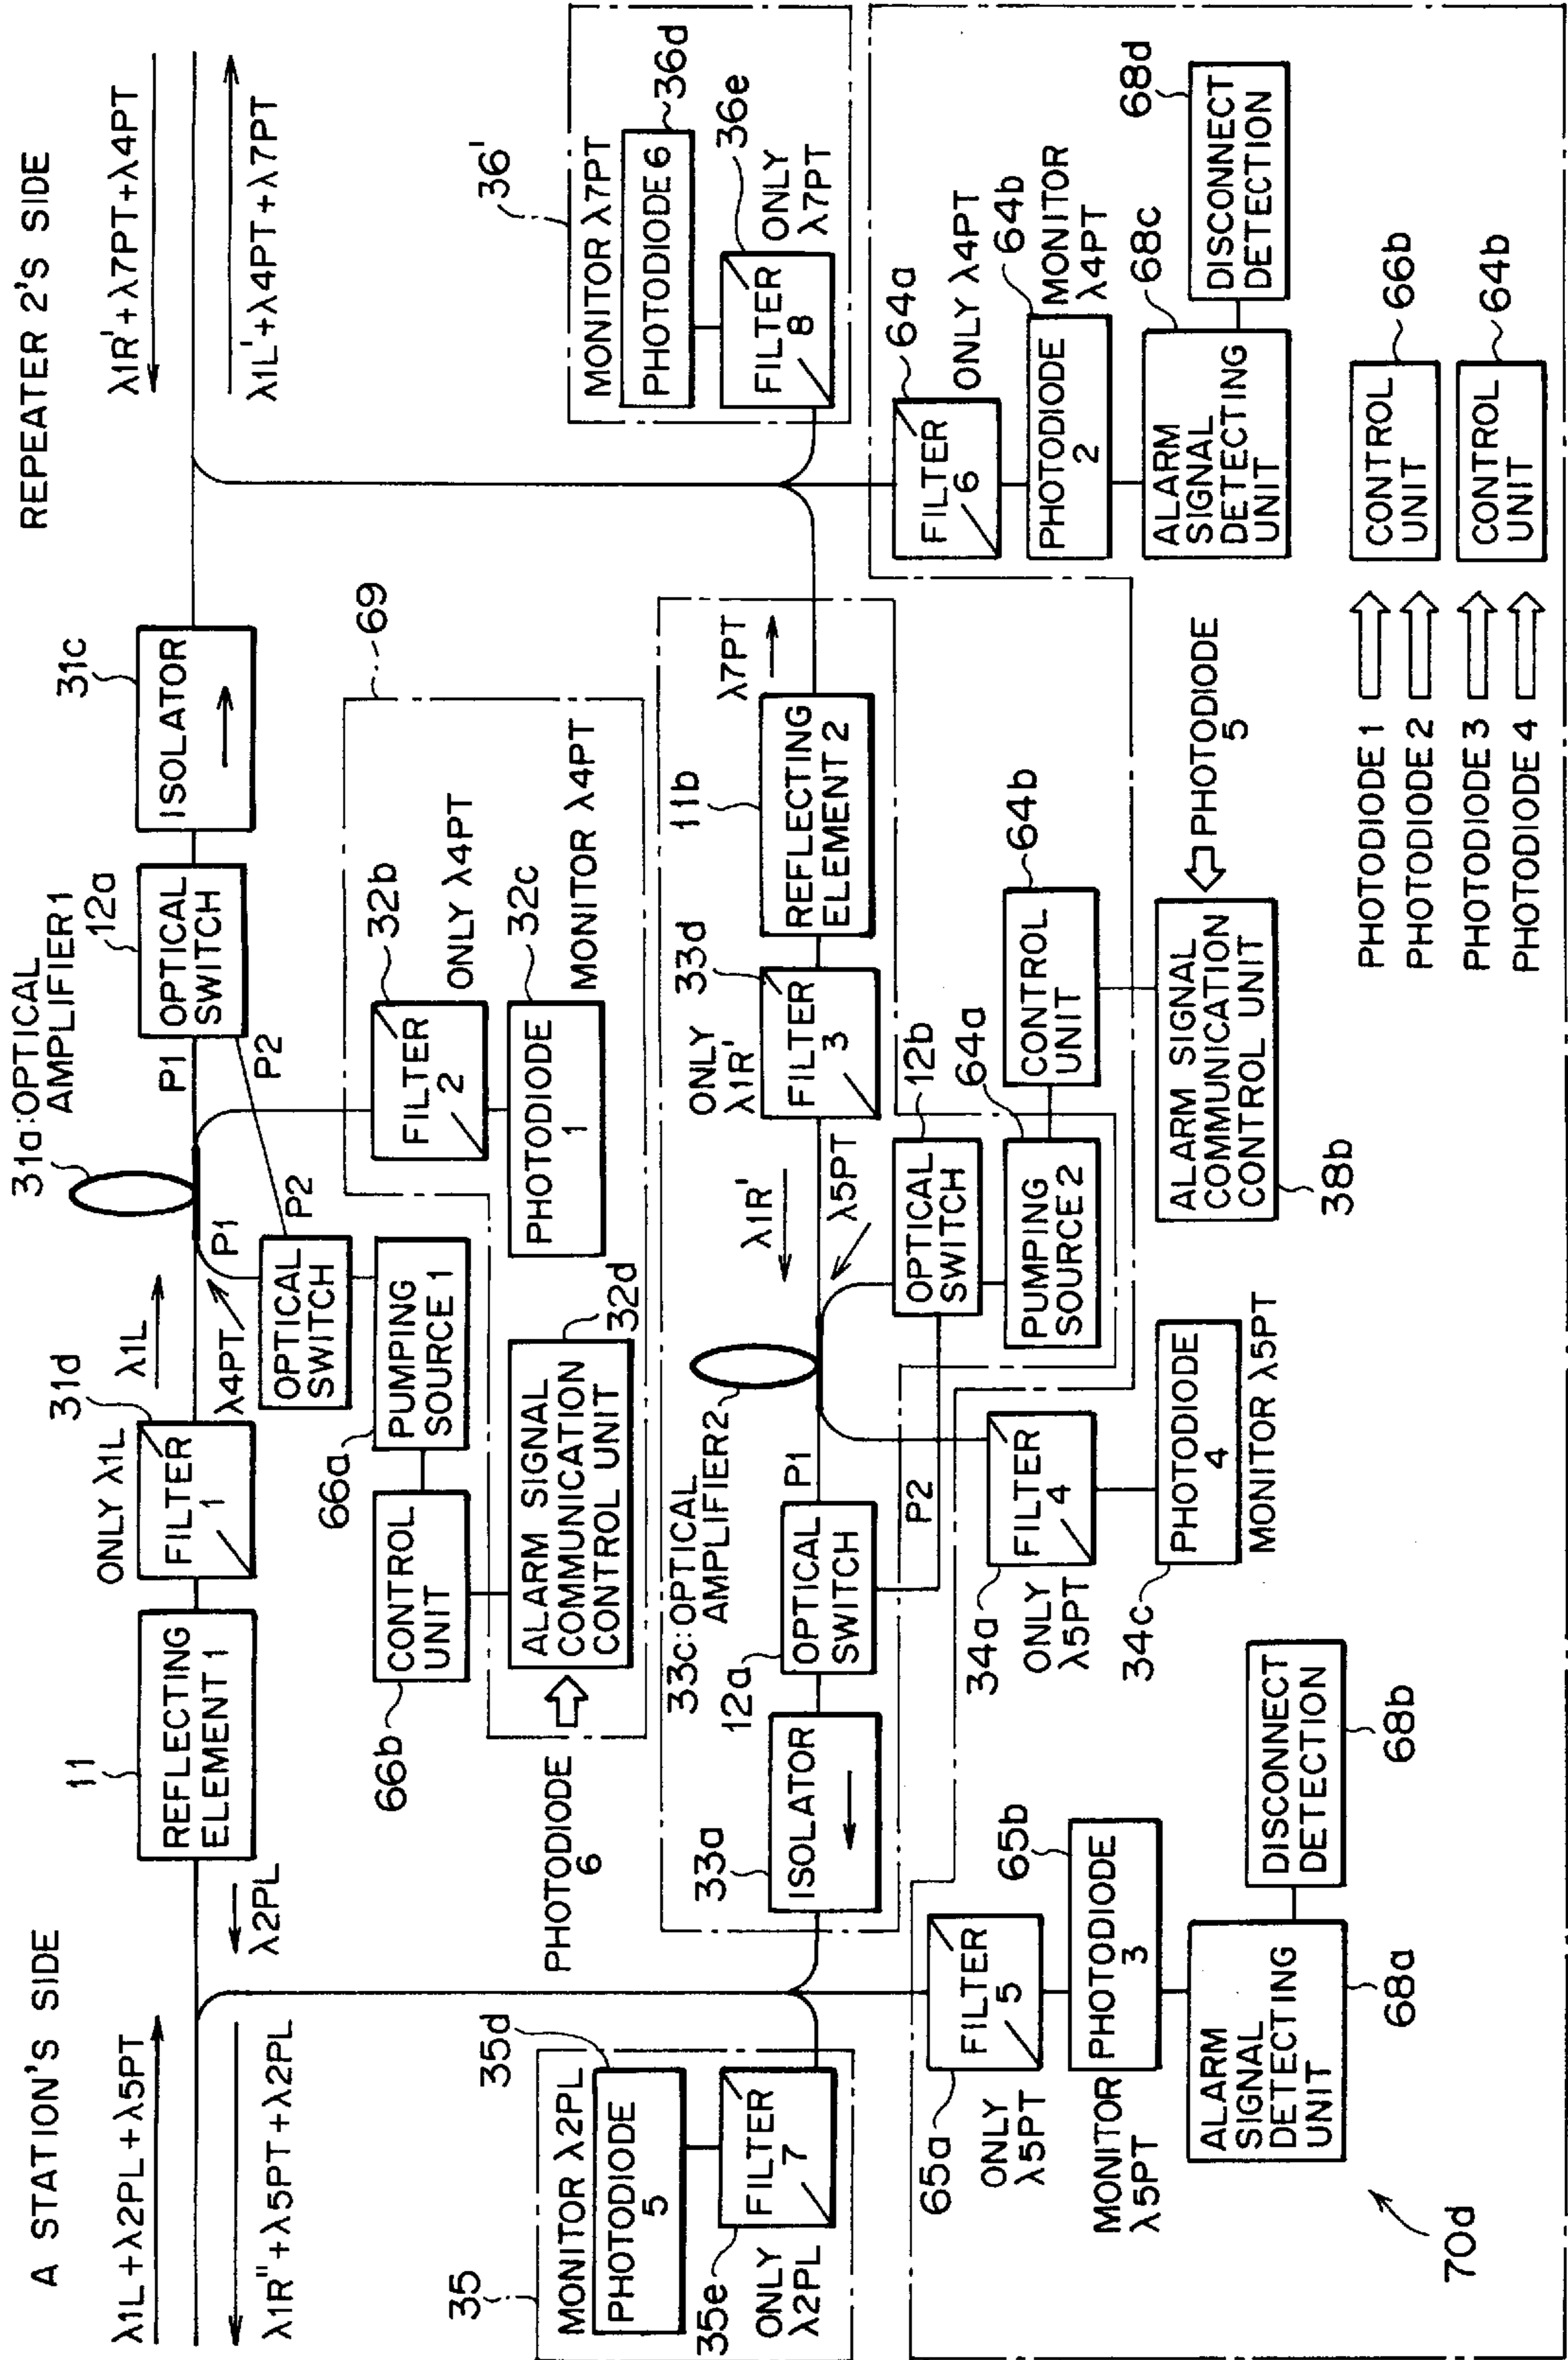 A STATION'S SIDE
REPEATER 2'S SIDE
λ1L+λ2PL+λ5PT
λ1R''+λ5PT+λ2PL
λ2PL
11
REFLECTING
ELEMENT 1
ONLY λ1L
31d
FILTER
1
λ1L
λ4PT
31a:OPTICAL
AMPLIFIER1
P1
P2
P1
P2
12a
OPTICAL
SWITCH
31c
ISOLATOR
λ1R'+λ7PT+λ4PT
λ1L'+λ4PT+λ7PT
OPTICAL
SWITCH
66a
PUMPING
SOURCE 1
66b
CONTROL
UNIT
69
32b
FILTER
2
ONLY λ4PT
32c
PHOTODIODE
1
MONITOR λ4PT
32d
ALARM SIGNAL
COMMUNICATION
CONTROL UNIT
PHOTODIODE
6
36'
MONITOR λ7PT
PHOTODIODE 6
36d
36e
FILTER
8
ONLY
λ7PT
35
MONITOR λ2PL
35d
PHOTODIODE
5
35e
FILTER
7
ONLY
λ2PL
33a
ISOLATOR
33c:OPTICAL
AMPLIFIER2
12a
OPTICAL
SWITCH
P1
P2
λ1R'
λ5PT
ONLY
λ1R'
33d
FILTER
3
11b
REFLECTING
ELEMENT 2
λ7PT
12b
OPTICAL
SWITCH
64a
PUMPING
SOURCE 2
64b
CONTROL
UNIT
34a
FILTER
4
ONLY
λ5PT
34c
PHOTODIODE
4
MONITOR λ5PT
38b
ALARM SIGNAL
COMMUNICATION
CONTROL UNIT
PHOTODIODE
5
65a
FILTER
5
ONLY
λ5PT
65b
PHOTODIODE
3
MONITOR
λ5PT
ALARM
SIGNAL
DETECTING
UNIT
68a
DISCONNECT
DETECTION
68b
64a
FILTER
6
ONLY λ4PT
64b
PHOTODIODE
2
MONITOR
λ4PT
68c
ALARM
SIGNAL
DETECTING
UNIT
68d
DISCONNECT
DETECTION
PHOTODIODE 1
PHOTODIODE 2
CONTROL
UNIT
66b
PHOTODIODE 3
PHOTODIODE 4
CONTROL
UNIT
64b
70d